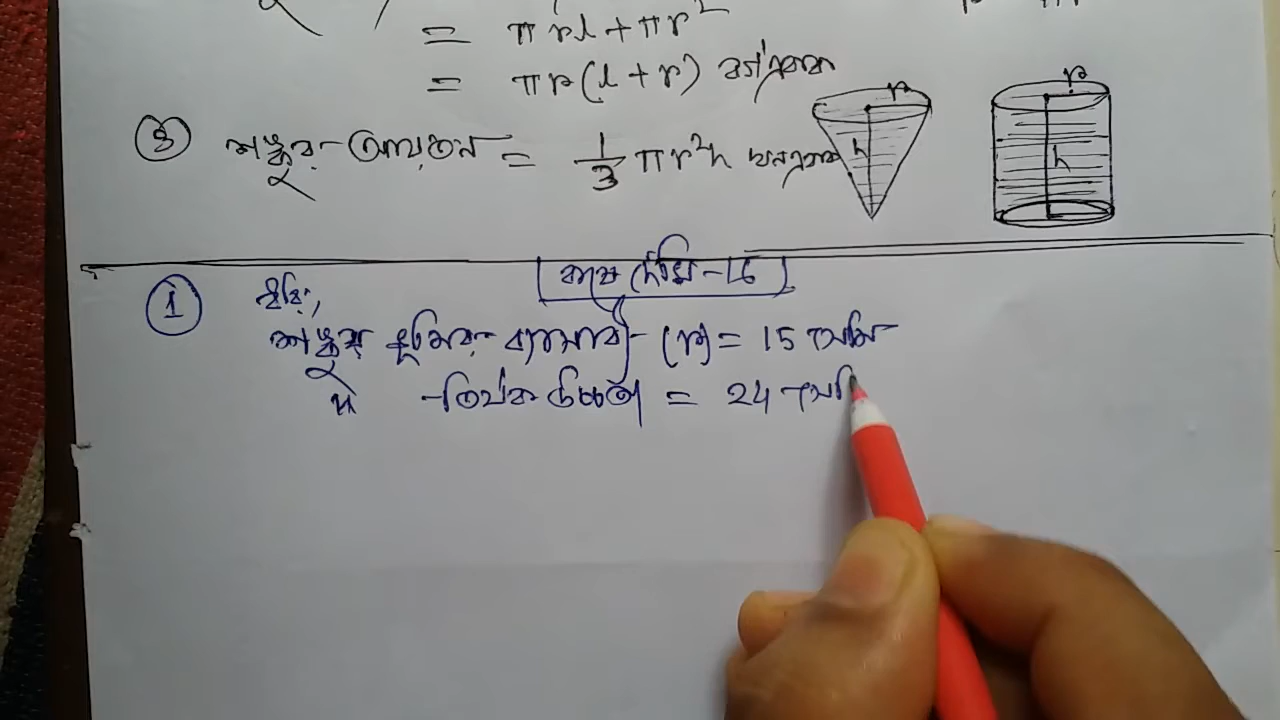 = πrl + πr²
= πr(l + r) বর্গএকক
৩ শঙ্কুর আয়তন = 1/3 πr²h ঘনএকক
r
h
r
h
কষে দেখি - 16
1 ধরি,
শঙ্কুর ভূমির ব্যাসার্ধ (r) = 15 সেমি
" তির্যক উচ্চতা = 24 সেমি